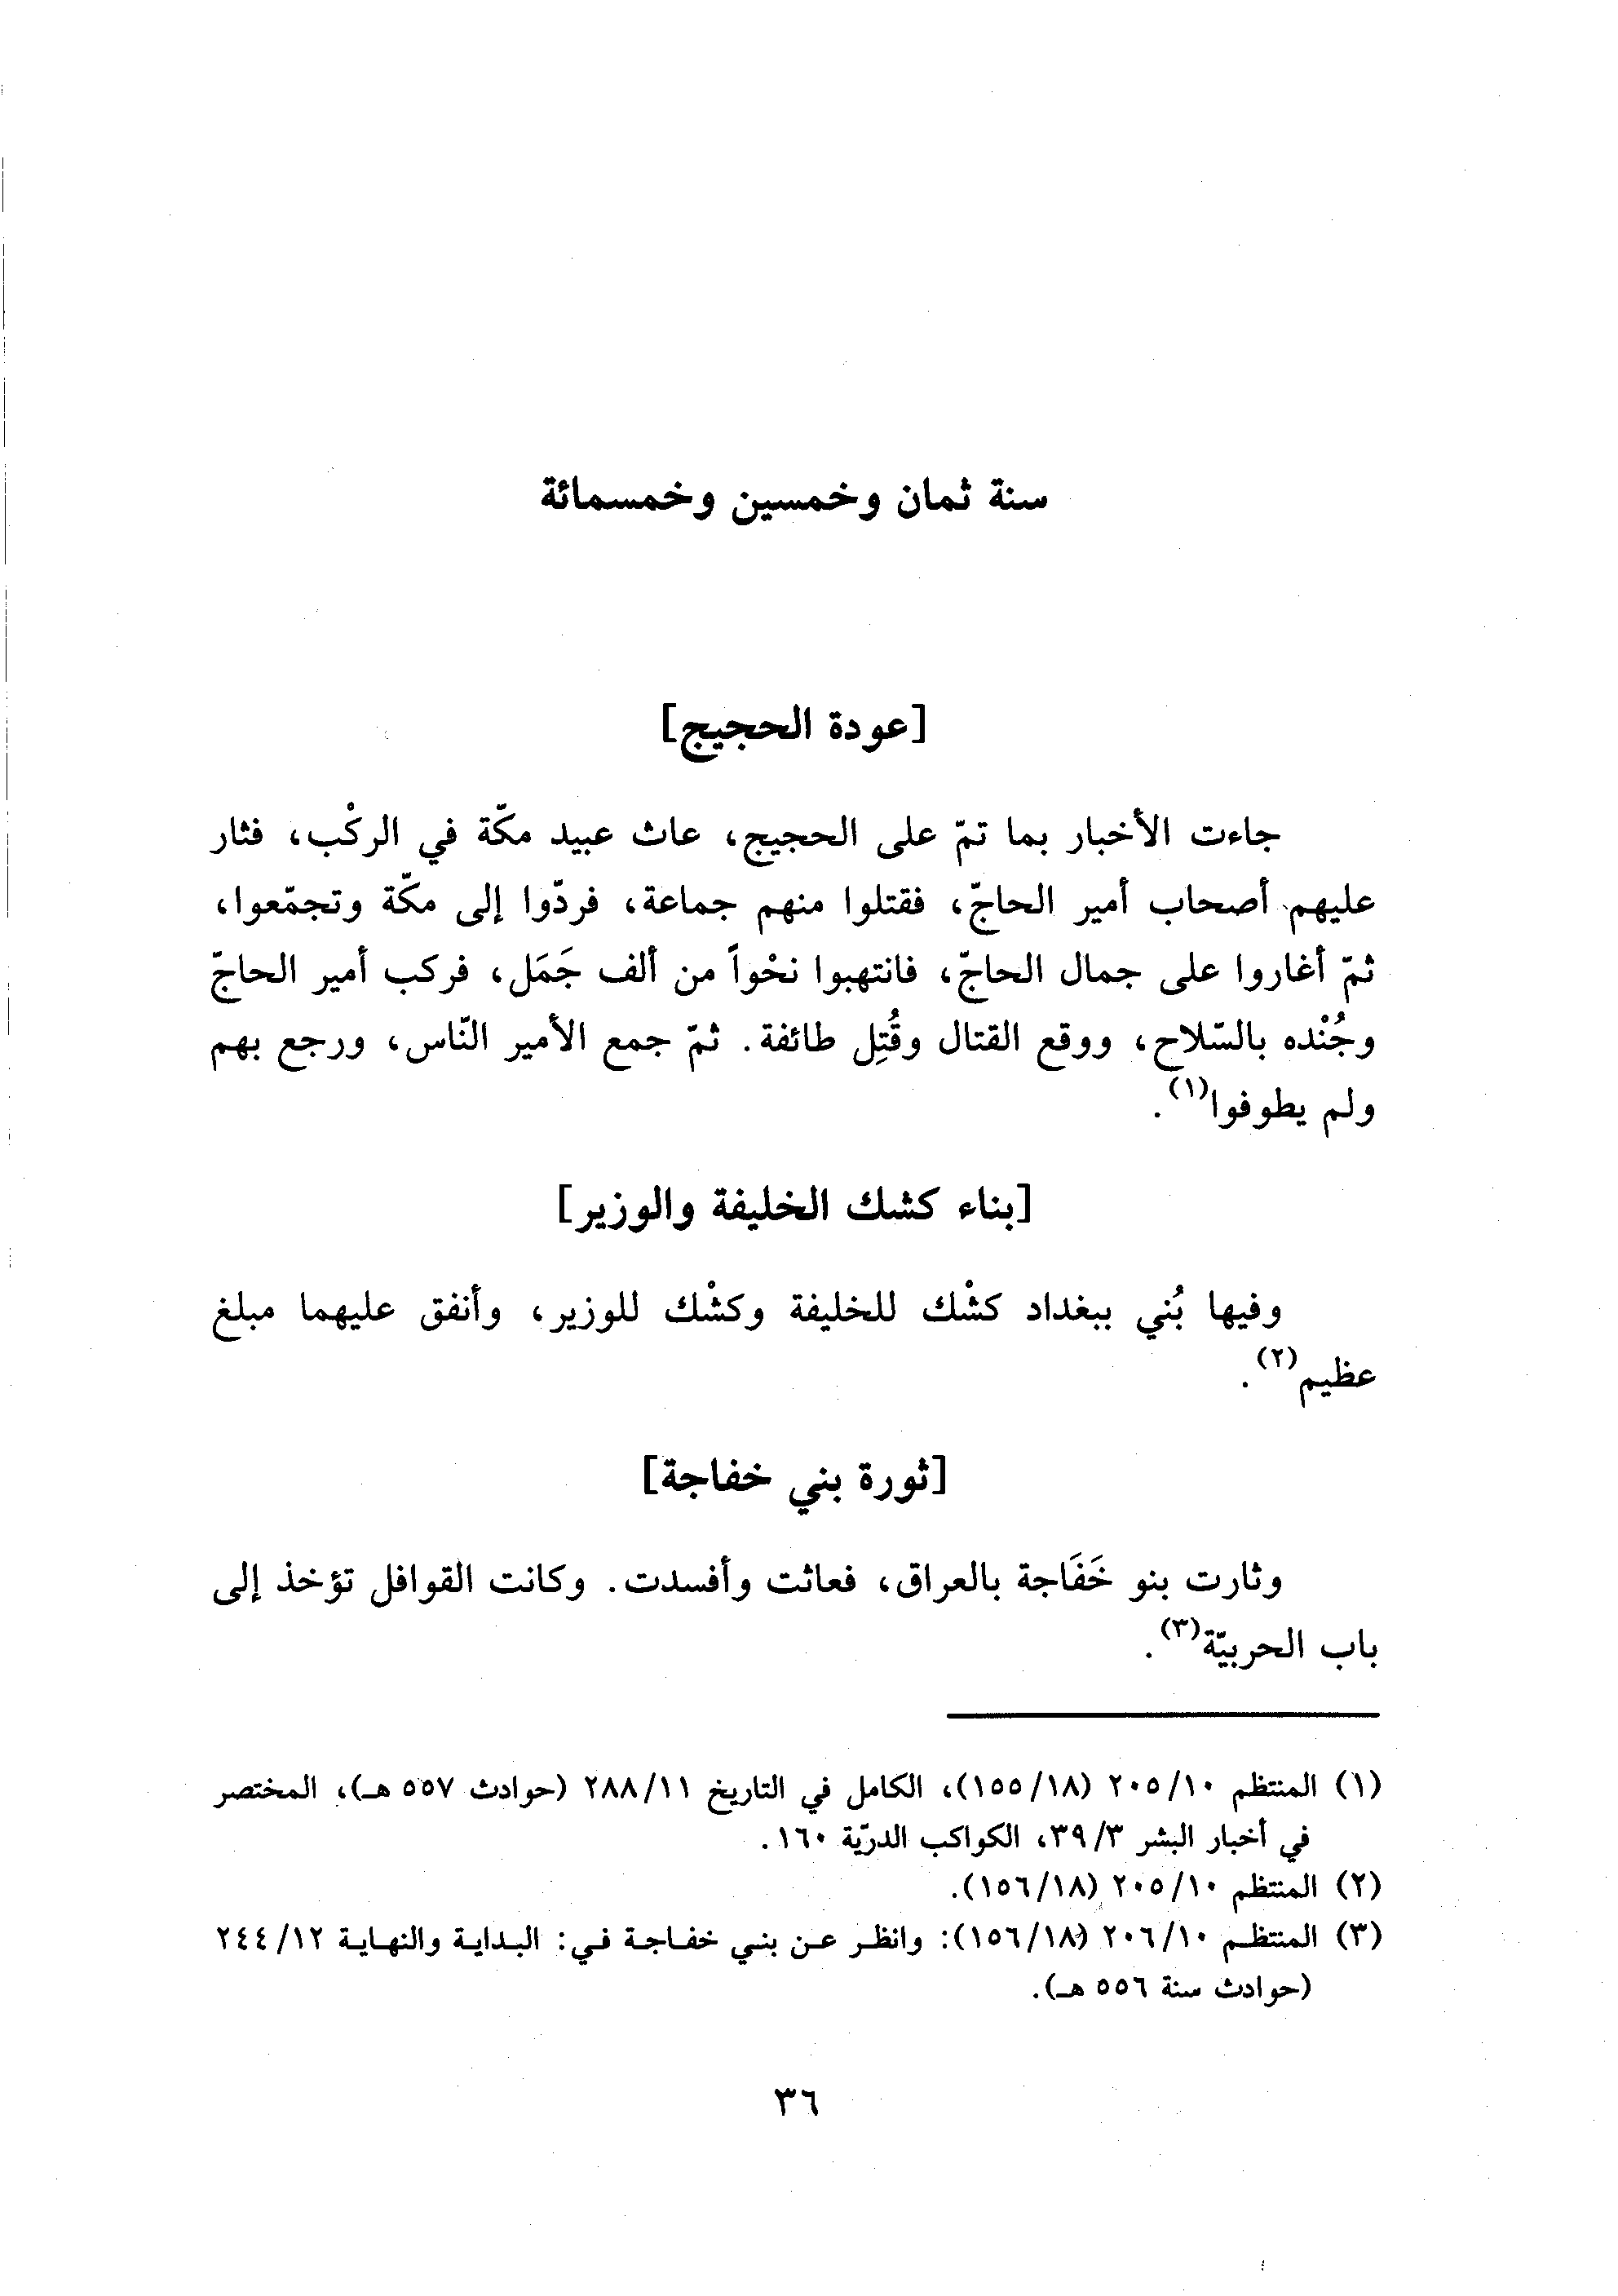 سنة ثمان وخمسين وخمسمائة
[عودة الحجيج]
جاءت الأخبار بما تمّ على الحجيج، عاث عبيد مكّة في الركْب، فثار
عليهم أصحاب أمير الحاجّ، فقتلوا منهم جماعة، فردّوا إلى مكّة وتجمّعوا،
ثمّ أغاروا على جمال الحاجّ، فانتهبوا نحْواً من ألف جَمَل، فركب أمير الحاجّ
وجُنْده بالسّلاح، ووقع القتال وقُتِل طائفة. ثمّ جمع الأمير النّاس، ورجع بهم
ولم يطوفوا(١).
[بناء كشك الخليفة والوزير]
وفيها بُني ببغداد كشْك للخليفة وكشْك للوزير، وأنفق عليهما مبلغ
عظيم(٢).
[ثورة بني خفاجة]
وثارت بنو خَفَاجة بالعراق، فعاثت وأفسدت. وكانت القوافل تؤخذ إلى
باب الحربيّة(٣).
(١) المنتظم ٢٠٥/١٠ (١٥٥/١٨)، الكامل في التاريخ ٢٨٨/١١ (حوادث ٥٥٧ هـ)، المختصر
في أخبار البشر ٣٩/٣، الكواكب الدرّية ١٦٠.
(٢) المنتظم ٢٠٥/١٠ (١٥٦/١٨).
(٣) المنتظم ٢٠٦/١٠ (١٥٦/١٨): وانظر عن بني خفاجة في: البداية والنهاية ٢٤٤/١٢
(حوادث سنة ٥٥٦ هـ).
٣٦